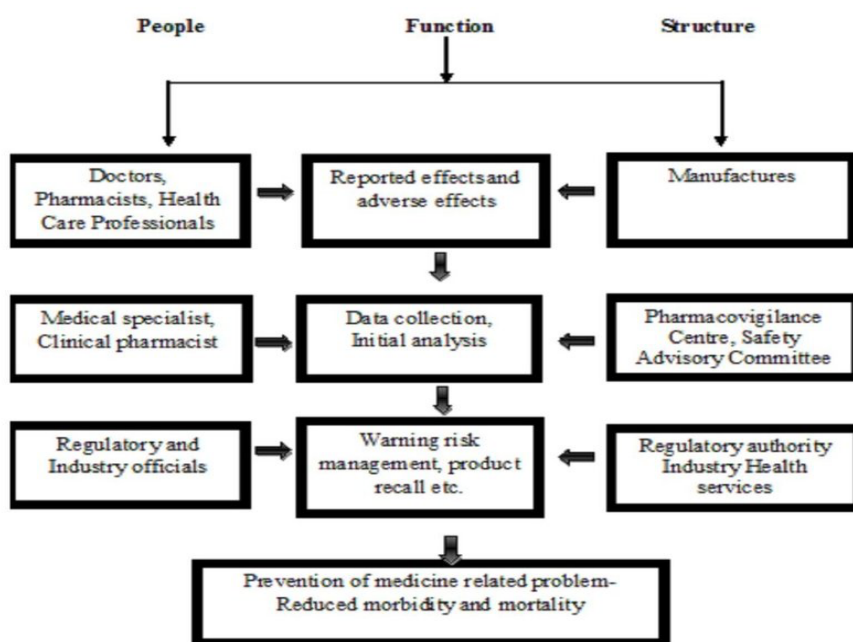 People
Function
Structure
Doctors,
Pharmacists, Health
Care Professionals
Reported effects and
adverse effects
Manufactures
Medical specialist,
Clinical pharmacist
Data collection,
Initial analysis
Pharmacovigilance
Centre, Safety
Advisory Committee
Regulatory and
Industry officials
Warning risk
management, product
recall etc.
Regulatory authority
Industry Health
services
Prevention of medicine related problem-
Reduced morbidity and mortality